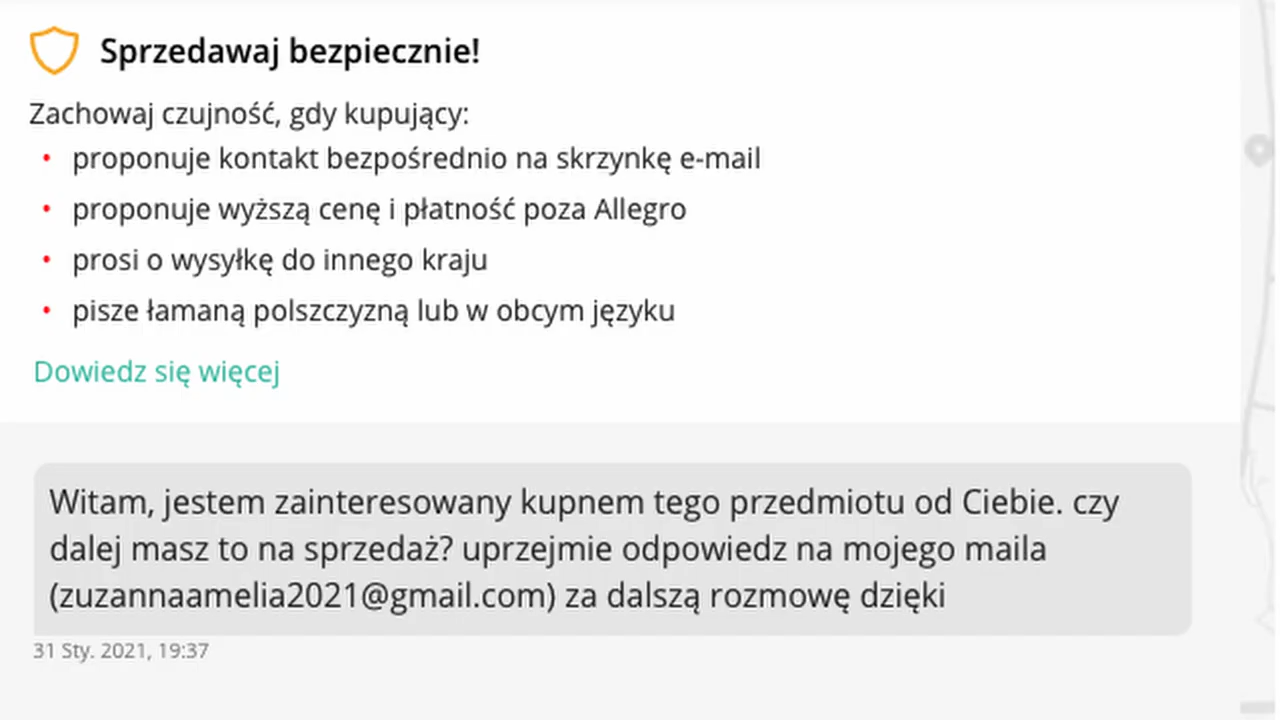 Sprzedawaj bezpiecznie!
Zachowaj czujność, gdy kupujący:
• proponuje kontakt bezpośrednio na skrzynkę e-mail
• proponuje wyższą cenę i płatność poza Allegro
• prosi o wysyłkę do innego kraju
• pisze łamaną polszczyzną lub w obcym języku
Dowiedz się więcej
Witam, jestem zainteresowany kupnem tego przedmiotu od Ciebie. czy
dalej masz to na sprzedaż? uprzejmie odpowiedz na mojego maila
(zuzannaamelia2021@gmail.com) za dalszą rozmowę dzięki
31 Sty. 2021, 19:37